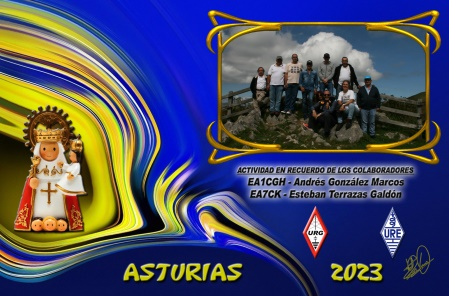 ACTIVIDAD EN RECUERDO DE LOS COLABORADORES
EA1CGH - Andrés González Marcos
EA7CK - Esteban Terrazas Galdón
URG
URE
ASTURIAS 2023